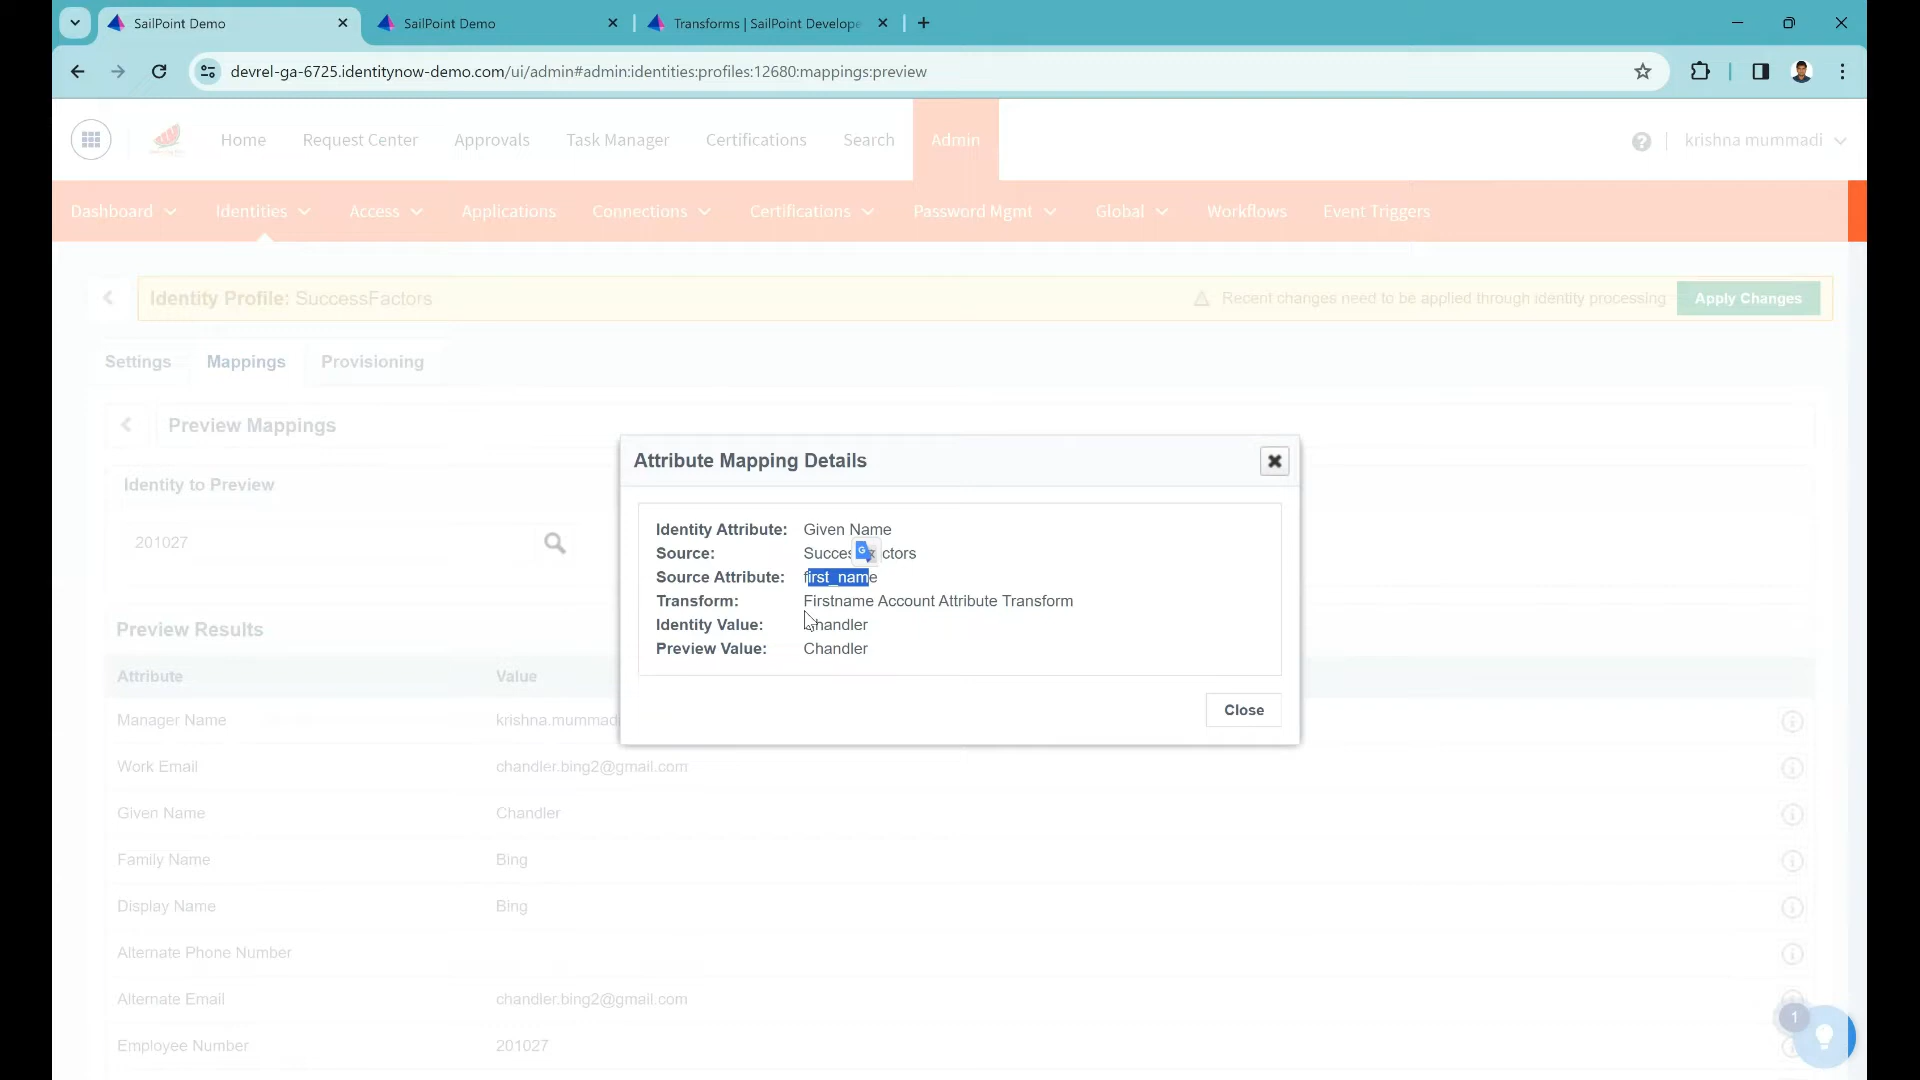 SailPoint Demo
SailPoint Demo
Transforms | SailPoint Develope
devrel-ga-6725.identitynow-demo.com/ui/admin#admin:identities:profiles:12680:mappings:preview
Home
Request Center
Approvals
Task Manager
Certifications
Search
Admin
krishna mummadi
Dashboard
Identities
Access
Applications
Connections
Certifications
Password Mgmt
Global
Workflows
Event Triggers
Identity Profile: SuccessFactors
Recent changes need to be applied through identity processing
Apply Changes
Settings
Mappings
Provisioning
Preview Mappings
Identity to Preview
201027
Attribute Mapping Details
Identity Attribute: Given Name
Source: Succes ctors
Source Attribute: first_name
Transform: Firstname Account Attribute Transform
Identity Value: Chandler
Preview Value: Chandler
Close
Preview Results
Attribute Value
Manager Name krishna.mummad
Work Email chandler.bing2@gmail.com
Given Name Chandler
Family Name Bing
Display Name Bing
Alternate Phone Number
Alternate Email chandler.bing2@gmail.com
Employee Number 201027
1